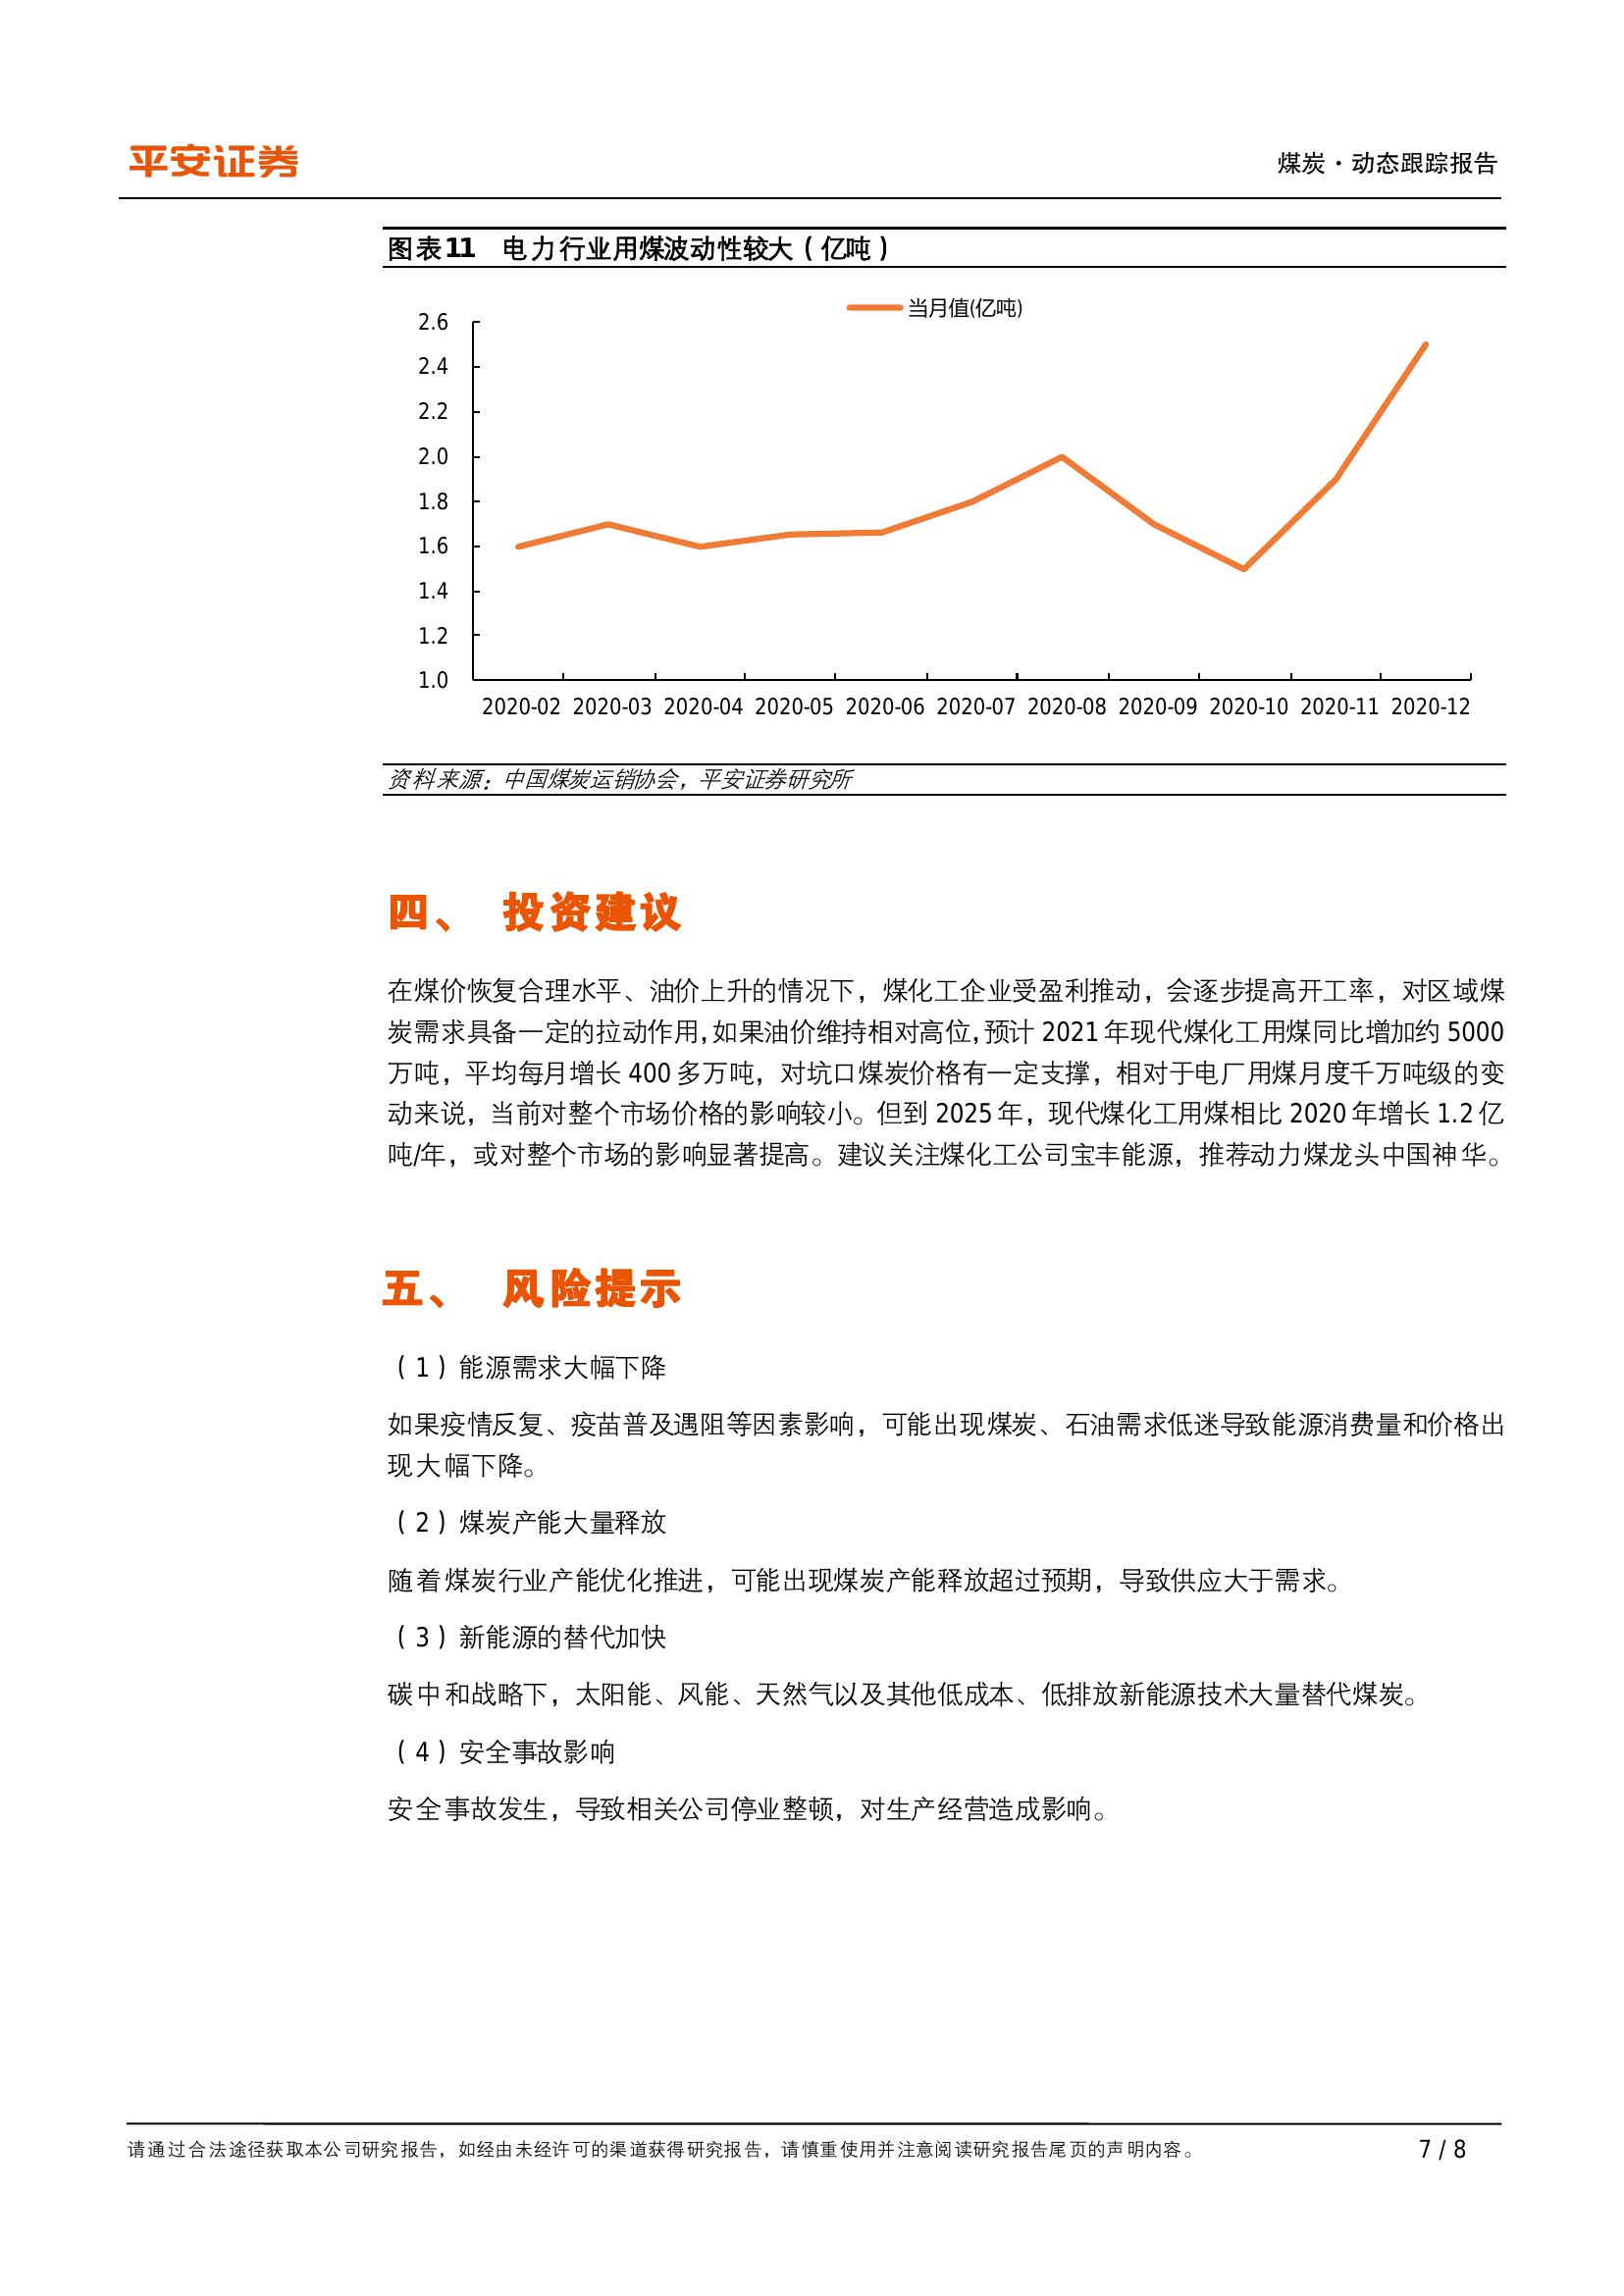 平安证券
煤炭·动态跟踪报告
图表11 电力行业用煤波动性较大（亿吨）
当月值(亿吨)
2.6
2.4
2.2
2.0
1.8
1.6
1.4
1.2
1.0
2020-02 2020-03 2020-04 2020-05 2020-06 2020-07 2020-08 2020-09 2020-10 2020-11 2020-12
资料来源：中国煤炭运销协会，平安证券研究所
四、 投资建议
在煤价恢复合理水平、油价上升的情况下，煤化工企业受盈利推动，会逐步提高开工率，对区域煤
炭需求具备一定的拉动作用，如果油价维持相对高位，预计 2021 年现代煤化工用煤同比增加约 5000
万吨，平均每月增长 400 多万吨，对坑口煤炭价格有一定支撑，相对于电厂用煤月度千万吨级的变
动来说，当前对整个市场价格的影响较小。但到 2025 年，现代煤化工用煤相比 2020 年增长 1.2 亿
吨/年，或对整个市场的影响显著提高。建议关注煤化工公司宝丰能源，推荐动力煤龙头中国神华。
五、 风险提示
（1）能源需求大幅下降
如果疫情反复、疫苗普及遇阻等因素影响，可能出现煤炭、石油需求低迷导致能源消费量和价格出
现大幅下降。
（2）煤炭产能大量释放
随着煤炭行业产能优化推进，可能出现煤炭产能释放超过预期，导致供应大于需求。
（3）新能源的替代加快
碳中和战略下，太阳能、风能、天然气以及其他低成本、低排放新能源技术大量替代煤炭。
（4）安全事故影响
安全事故发生，导致相关公司停业整顿，对生产经营造成影响。
请通过合法途径获取本公司研究报告，如经由未经许可的渠道获得研究报告，请慎重使用并注意阅读研究报告尾页的声明内容。
7 / 8